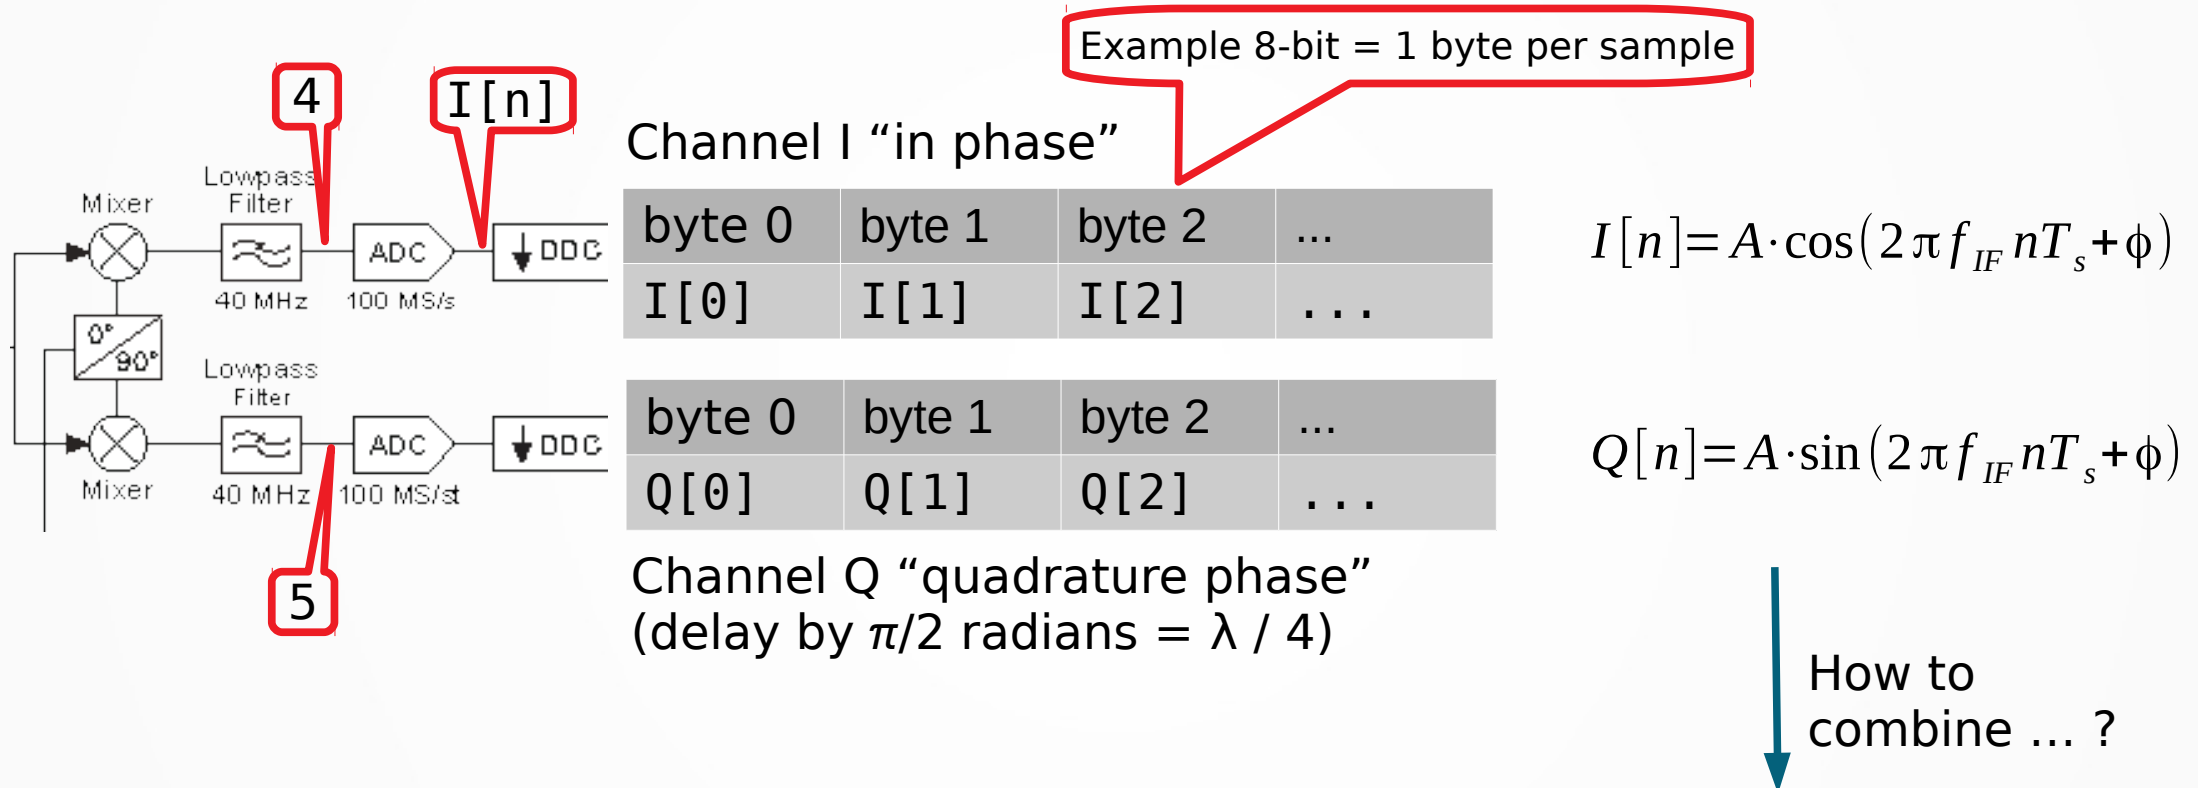 Example 8-bit = 1 byte per sample
4
I[n]
Channel I “in phase”
Lowpass
Filter
Mixer
ADC
DDC
40 MHz
100 MS/s
byte 0 byte 1 byte 2 ...
I[0] I[1] I[2] ...
I[n]=A·cos(2πf_IF nT_s+ϕ)
0°
90°
Lowpass
Filter
Mixer
ADC
DDC
40 MHz
100 MS/st
byte 0 byte 1 byte 2 ...
Q[0] Q[1] Q[2] ...
Q[n]=A·sin(2πf_IF nT_s+ϕ)
5
Channel Q “quadrature phase”
(delay by π/2 radians = λ / 4)
How to
combine ... ?